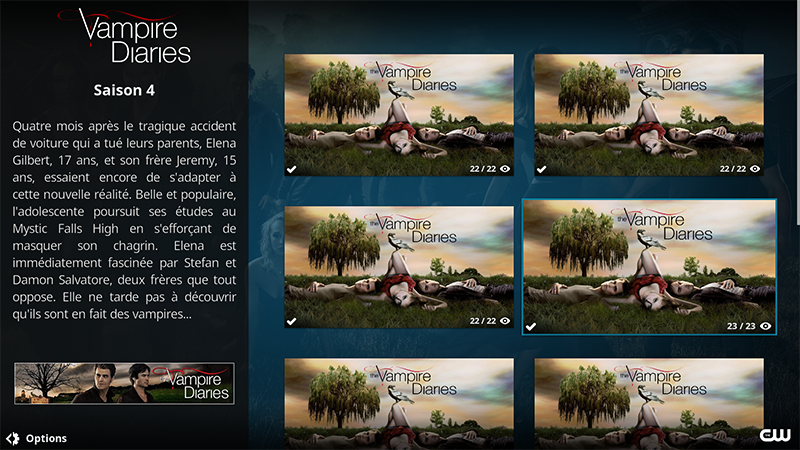 Vampire
Diaries
Saison 4
Quatre mois après le tragique accident
de voiture qui a tué leurs parents, Elena
Gilbert, 17 ans, et son frère Jeremy, 15
ans, essaient encore de s'adapter à
cette nouvelle réalité. Belle et populaire,
l'adolescente poursuit ses études au
Mystic Falls High en s'efforçant de
masquer son chagrin. Elena est
immédiatement fascinée par Stefan et
Damon Salvatore, deux frères que tout
oppose. Elle ne tarde pas à découvrir
qu'ils sont en fait des vampires...
Vampire
Diaries
Options
the Vampire
Diaries
22 / 22
the Vampire
Diaries
22 / 22
the Vampire
Diaries
22 / 22
the Vampire
Diaries
23 / 23
the Vampire
Diaries
the Vampire
Diaries
CW